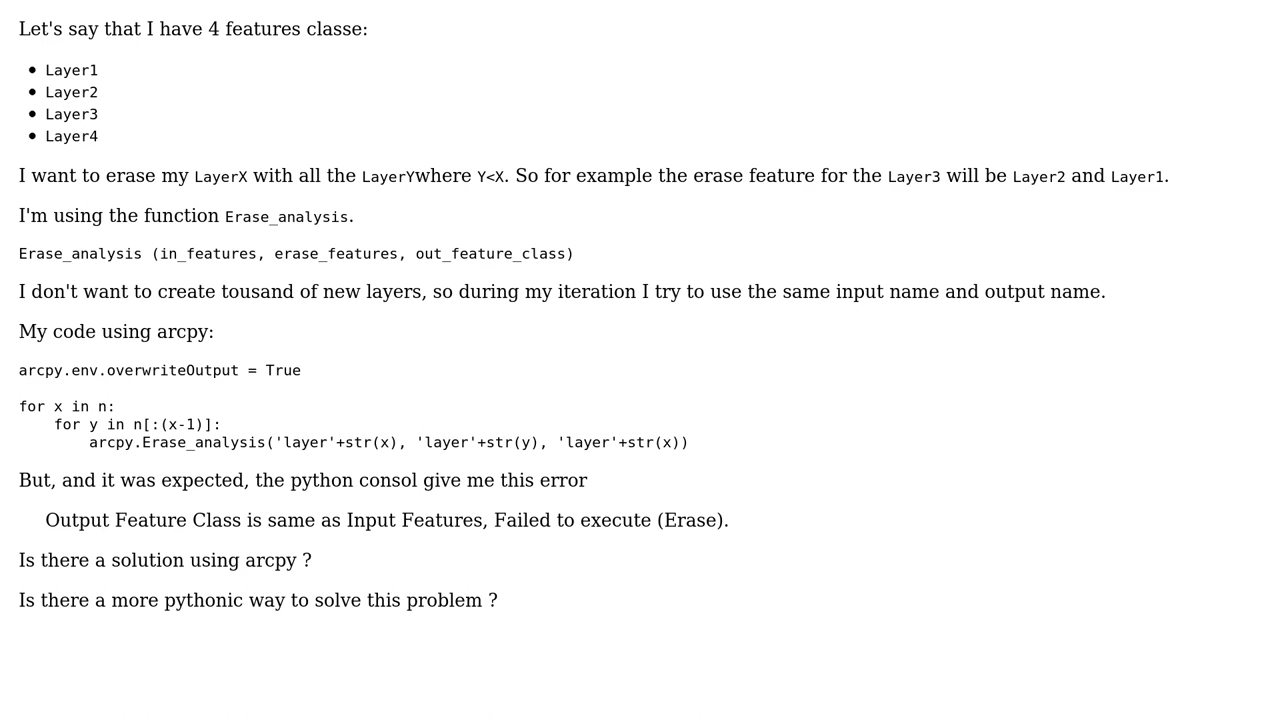 Let's say that I have 4 features classe:
• Layer1
• Layer2
• Layer3
• Layer4
I want to erase my LayerX with all the LayerYwhere Y<X. So for example the erase feature for the Layer3 will be Layer2 and Layer1.
I'm using the function Erase_analysis.
Erase_analysis (in_features, erase_features, out_feature_class)
I don't want to create tousand of new layers, so during my iteration I try to use the same input name and output name.
My code using arcpy:
arcpy.env.overwriteOutput = True
for x in n:
    for y in n[:(x-1)]:
        arcpy.Erase_analysis('layer'+str(x), 'layer'+str(y), 'layer'+str(x))
But, and it was expected, the python consol give me this error
Output Feature Class is same as Input Features, Failed to execute (Erase).
Is there a solution using arcpy ?
Is there a more pythonic way to solve this problem ?